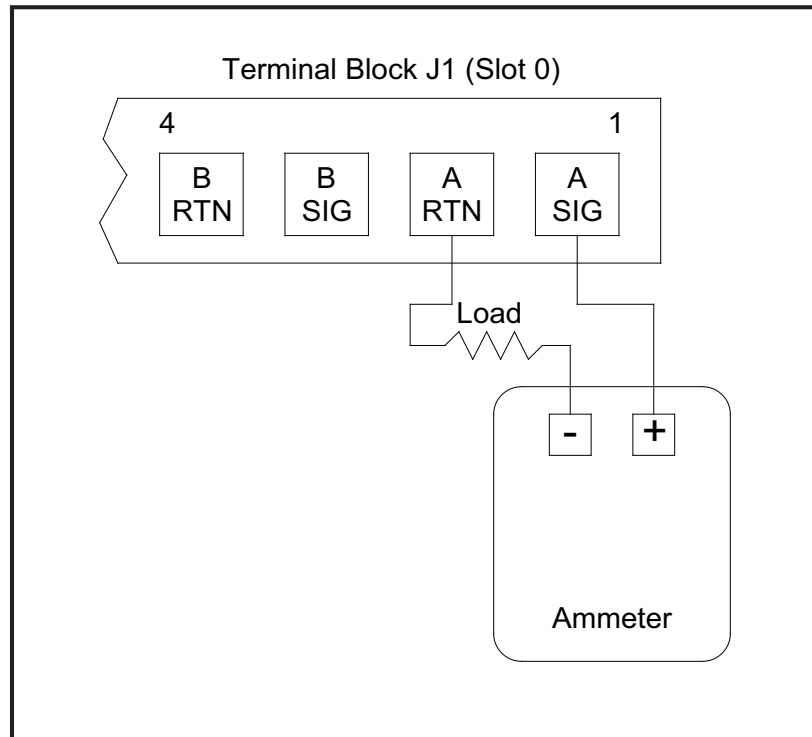 Terminal Block J1 (Slot 0)
4 1
B B A A
RTN SIG RTN SIG
Load
- +
Ammeter